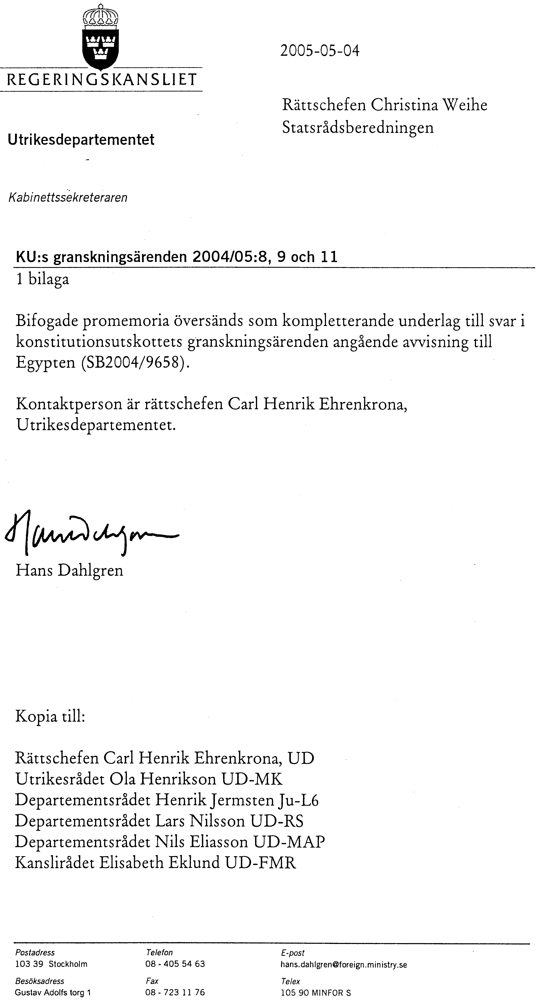 REGERINGSKANSLIET
2005-05-04
Rättschefen Christina Weihe
Statsrådsberedningen
Utrikesdepartementet
Kabinettssekreteraren
KU:s granskningsärenden 2004/05:8, 9 och 11
1 bilaga
Bifogade promemoria översänds som kompletterande underlag till svar i
konstitutionsutskottets granskningsärenden angående avvisning till
Egypten (SB2004/9658).
Kontaktperson är rättschefen Carl Henrik Ehrenkrona,
Utrikesdepartementet.
Hans Dahlgren
Hans Dahlgren
Kopia till:
Rättschefen Carl Henrik Ehrenkrona, UD
Utrikesrådet Ola Henrikson UD-MK
Departementsrådet Henrik Jermsten Ju-L6
Departementsrådet Lars Nilsson UD-RS
Departementsrådet Nils Eliasson UD-MAP
Kanslirådet Elisabeth Eklund UD-FMR
Postadress
103 39 Stockholm
Besöksadress
Gustav Adolfs torg 1
Telefon
08 - 405 54 63
Fax
08 - 723 11 76
E-post
hans.dahlgren@foreign.ministry.se
Telex
105 90 MINFOR S